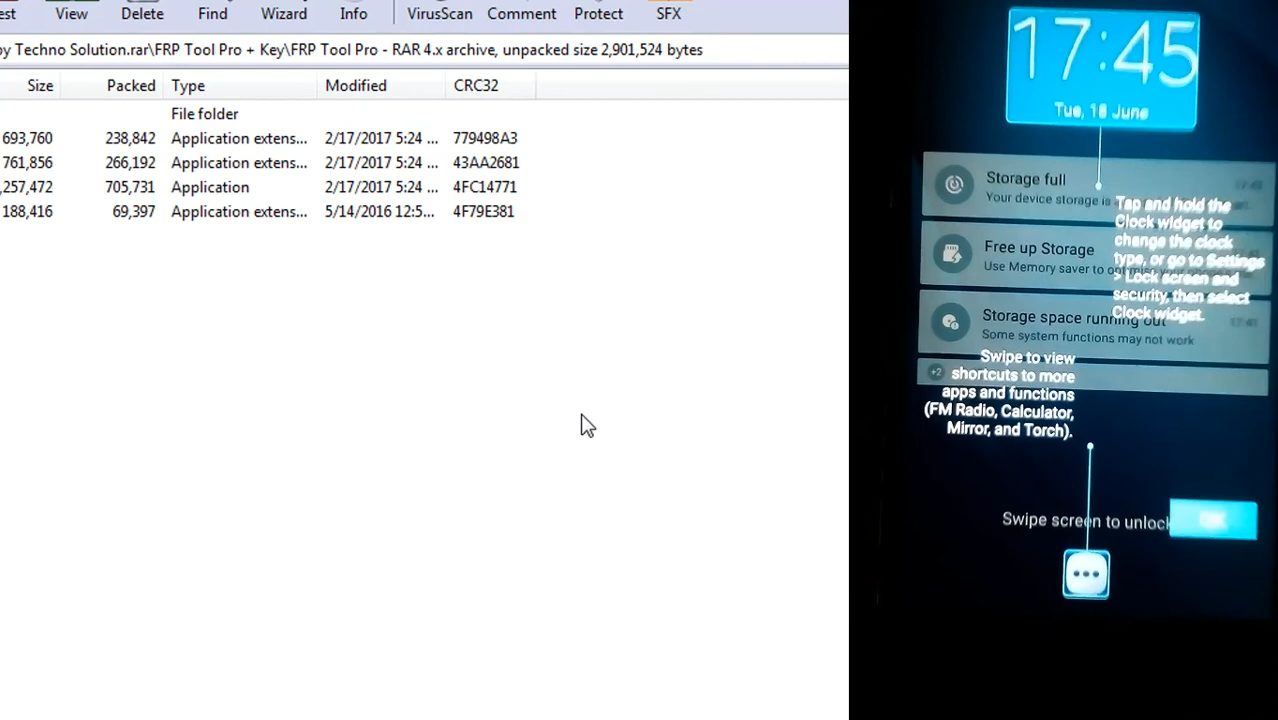 View Delete Find Wizard Info VirusScan Comment Protect SFX
by Techno Solution.rar\FRP Tool Pro + Key\FRP Tool Pro - RAR 4.x archive, unpacked size 2,901,524 bytes
Size Packed Type Modified CRC32
File folder
693,760 238,842 Application extens... 2/17/2017 5:24 ... 779498A3
761,856 266,192 Application extens... 2/17/2017 5:24 ... 43AA2681
,257,472 705,731 Application 2/17/2017 5:24 ... 4FC14771
188,416 69,397 Application extens... 5/14/2016 12:5... 4F79E381
17:45
Tue, 18 June
Storage full
Your device storage is
Free up Storage
Use Memory saver to
Storage space running out
Some system functions may not work
+2
Tap and hold the
Clock widget to
change the clock
type, or go to Settings
> Lock screen and
security, then select
Clock widget.
Swipe to view
shortcuts to more
apps and functions
(FM Radio, Calculator,
Mirror, and Torch).
Swipe screen to unlock